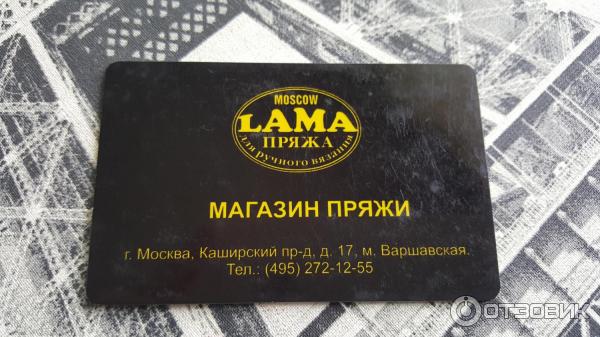 MOSCOW
LAMA
ПРЯЖА
для ручного вязания
МАГАЗИН ПРЯЖИ
г. Москва, Каширский пр-д, д. 17, м. Варшавская.
Тел.: (495) 272-12-55
ОТЗОВИК